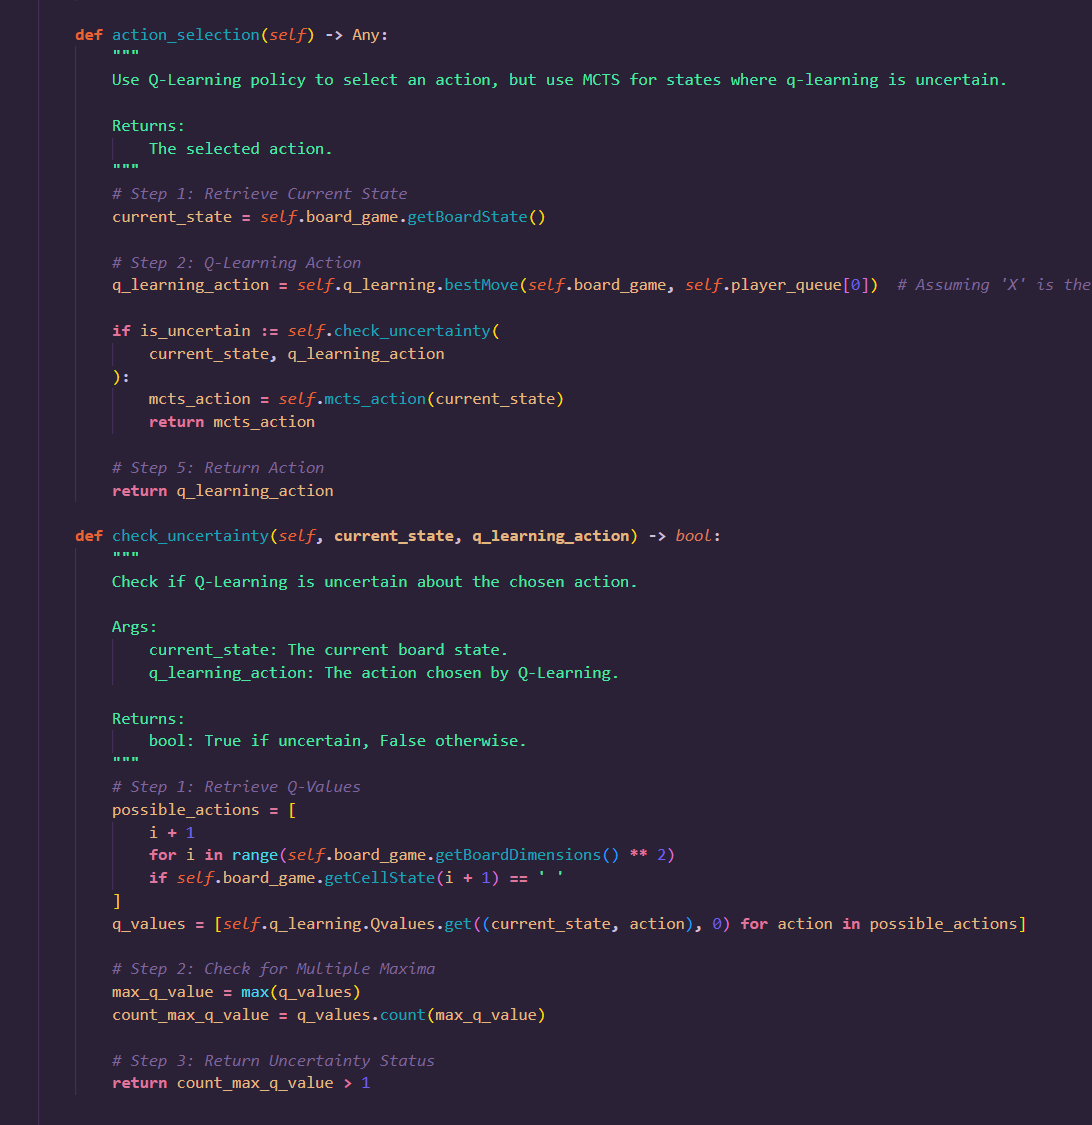 def action_selection(self) -> Any:
"""
Use Q-Learning policy to select an action, but use MCTS for states where q-learning is uncertain.
Returns:
The selected action.
"""
# Step 1: Retrieve Current State
current_state = self.board_game.getBoardState()
# Step 2: Q-Learning Action
q_learning_action = self.q_learning.bestMove(self.board_game, self.player_queue[0])  # Assuming 'X' is the
if is_uncertain := self.check_uncertainty(
current_state, q_learning_action
):
mcts_action = self.mcts_action(current_state)
return mcts_action
# Step 5: Return Action
return q_learning_action
def check_uncertainty(self, current_state, q_learning_action) -> bool:
"""
Check if Q-Learning is uncertain about the chosen action.
Args:
current_state: The current board state.
q_learning_action: The action chosen by Q-Learning.
Returns:
bool: True if uncertain, False otherwise.
"""
# Step 1: Retrieve Q-Values
possible_actions = [
i + 1
for i in range(self.board_game.getBoardDimensions() ** 2)
if self.board_game.getCellState(i + 1) == ' '
]
q_values = [self.q_learning.Qvalues.get((current_state, action), 0) for action in possible_actions]
# Step 2: Check for Multiple Maxima
max_q_value = max(q_values)
count_max_q_value = q_values.count(max_q_value)
# Step 3: Return Uncertainty Status
return count_max_q_value > 1